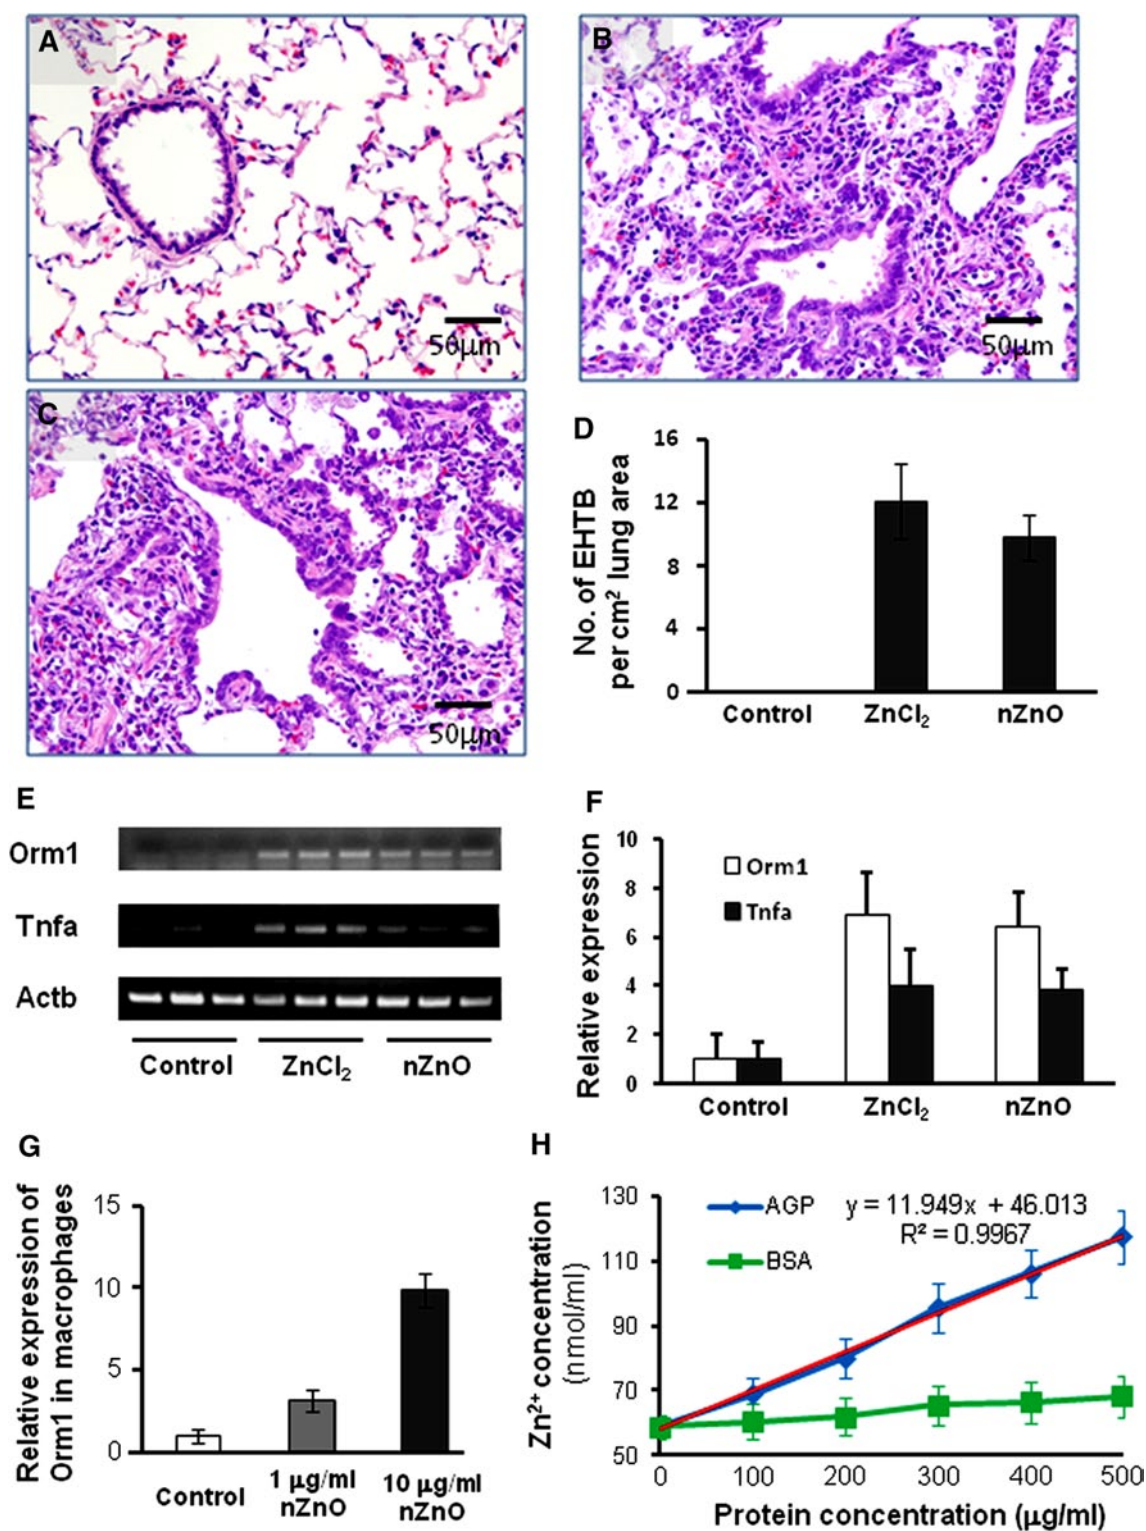 A
50µm
B
50µm
C
50µm
D
No. of EHTB
per cm² lung area
16
12
8
4
0
Control
ZnCl₂
nZnO
E
Orm1
Tnfa
Actb
Control
ZnCl₂
nZnO
F
Relative expression
10
8
6
4
2
0
Orm1
Tnfa
Control
ZnCl₂
nZnO
G
Relative expression of
Orm1 in macrophages
15
10
5
0
Control
1 µg/ml
nZnO
10 µg/ml
nZnO
H
Zn²⁺ concentration
(nmol/ml)
130
110
90
70
50
AGP
BSA
y = 11.949x + 46.013
R² = 0.9967
0
100
200
300
400
500
Protein concentration (µg/ml)